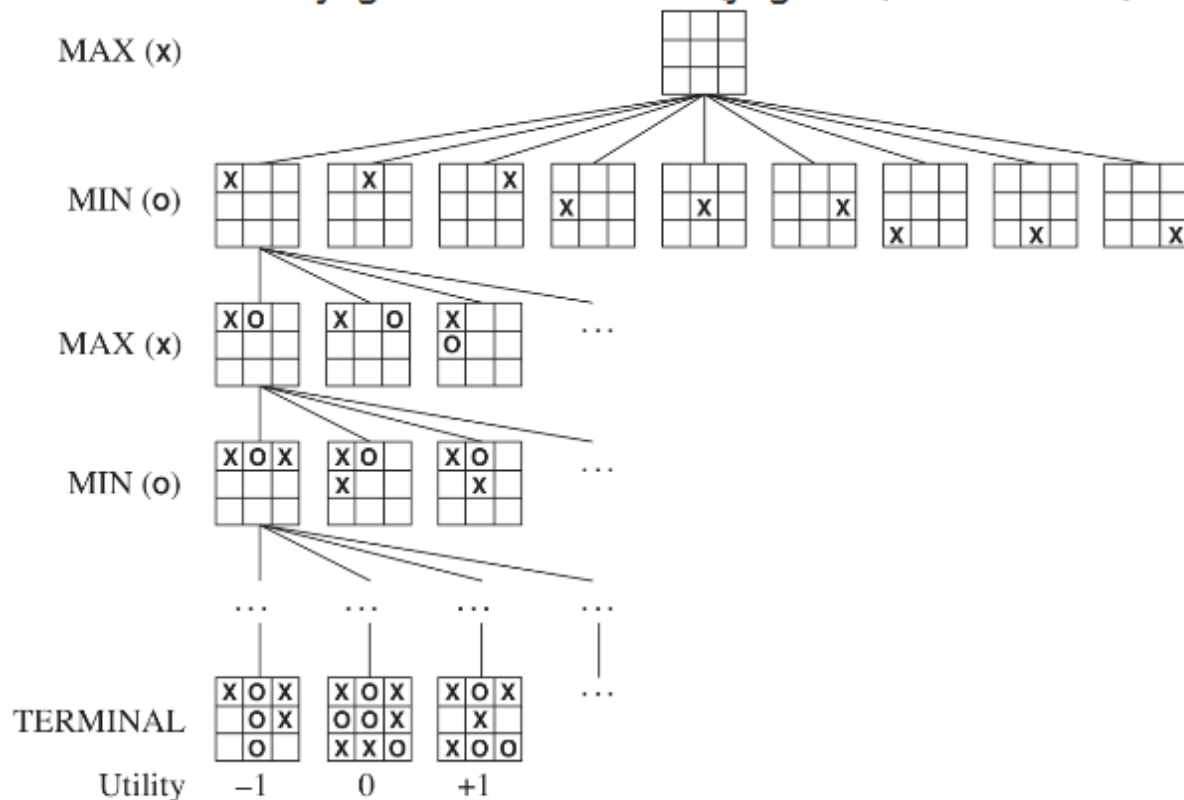 MAX (X)
MIN (O) X X X X X X X X X
MAX (X) X O X O X ...
O
MIN (O) X O X X O X O ...
X X
... ... ... ...
TERMINAL X O X X O X X O X ...
O X O O X X
O X X O X O O
Utility –1 0 +1